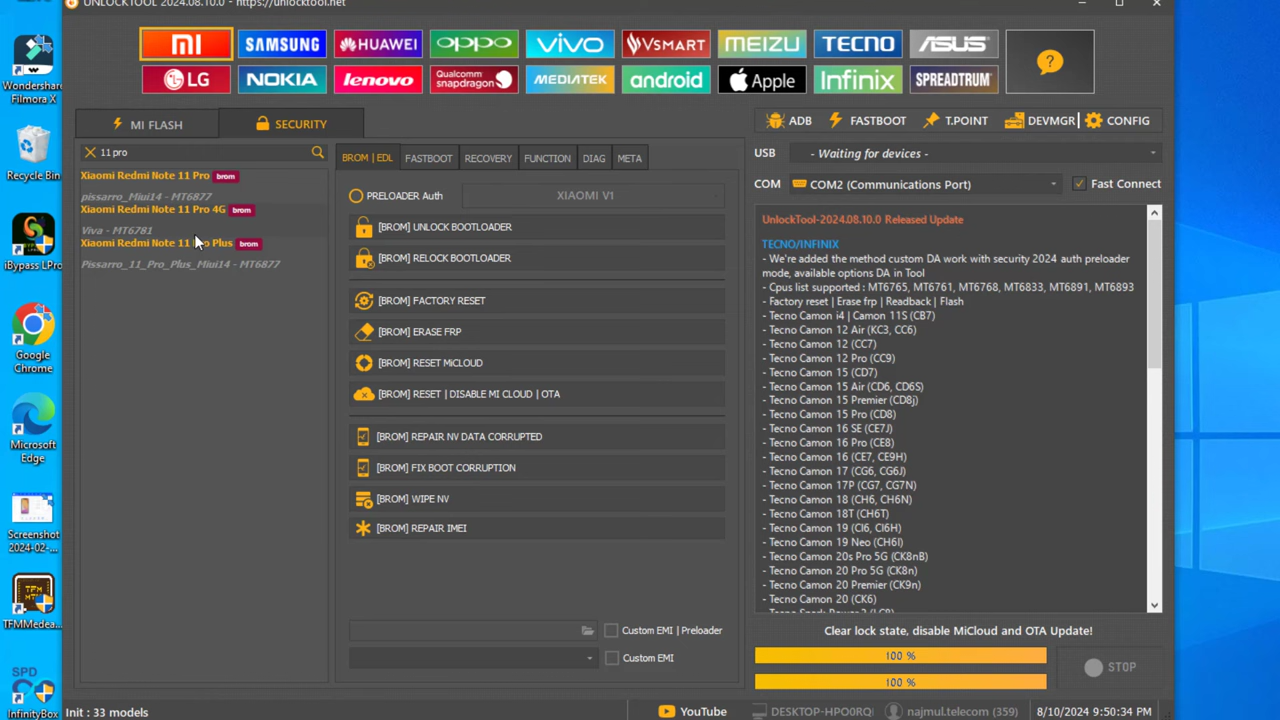 UNLOCKTOOL 2024.08.10.0 - https://unlocktool.net
SAMSUNG
HUAWEI
OPPO
vivo
VSMART
MEIZU
TECNO
ASUS
LG
NOKIA
lenovo
Qualcomm snapdragon
MEDIATEK
android
Apple
Infinix
SPREADTRUM
?
Wondershare Filmora X
Recycle Bin
iBypass LPro
Google Chrome
Microsoft Edge
Screenshot 2024-02-...
TFMMedea...
SPD
InfinityBox
MI FLASH
SECURITY
11 pro
Xiaomi Redmi Note 11 Pro brom
pissarro_Miui14 - MT6877
Xiaomi Redmi Note 11 Pro 4G brom
Viva - MT6781
Xiaomi Redmi Note 11 Pro Plus brom
Pissarro_11_Pro_Plus_Miui14 - MT6877
BROM | EDL
FASTBOOT
RECOVERY
FUNCTION
DIAG
META
PRELOADER Auth
XIAOMI V1
[BROM] UNLOCK BOOTLOADER
[BROM] RELOCK BOOTLOADER
[BROM] FACTORY RESET
[BROM] ERASE FRP
[BROM] RESET MiCLOUD
[BROM] RESET | DISABLE MI CLOUD | OTA
[BROM] REPAIR NV DATA CORRUPTED
[BROM] FIX BOOT CORRUPTION
[BROM] WIPE NV
[BROM] REPAIR IMEI
Custom EMI | Preloader
Custom EMI
ADB
FASTBOOT
T.POINT
DEVMGR
CONFIG
USB - Waiting for devices -
COM COM2 (Communications Port) Fast Connect
UnlockTool-2024.08.10.0 Released Update
TECNO/INFINIX
- We're added the method custom DA work with security 2024 auth preloader
mode, available options DA in Tool
- Cpus list supported : MT6765, MT6761, MT6768, MT6833, MT6891, MT6893
- Factory reset | Erase frp | Readback | Flash
- Tecno Camon i4 | Camon 11S (CB7)
- Tecno Camon 12 Air (KC3, CC6)
- Tecno Camon 12 (CC7)
- Tecno Camon 12 Pro (CC9)
- Tecno Camon 15 (CD7)
- Tecno Camon 15 Air (CD6, CD6S)
- Tecno Camon 15 Premier (CD8j)
- Tecno Camon 15 Pro (CD8)
- Tecno Camon 16 SE (CE7J)
- Tecno Camon 16 Pro (CE8)
- Tecno Camon 16 (CE7, CE9H)
- Tecno Camon 17 (CG6, CG6J)
- Tecno Camon 17P (CG7, CG7N)
- Tecno Camon 18 (CH6, CH6N)
- Tecno Camon 18T (CH6T)
- Tecno Camon 19 (CI6, CI6H)
- Tecno Camon 19 Neo (CH6I)
- Tecno Camon 20s Pro 5G (CK8nB)
- Tecno Camon 20 Pro 5G (CK8n)
- Tecno Camon 20 Premier (CK9n)
- Tecno Camon 20 (CK6)
Clear lock state, disable MiCloud and OTA Update!
100 %
100 %
STOP
Init : 33 models
YouTube
DESKTOP-HPO0RQ
najmul.telecom (359)
8/10/2024 9:50:34 PM